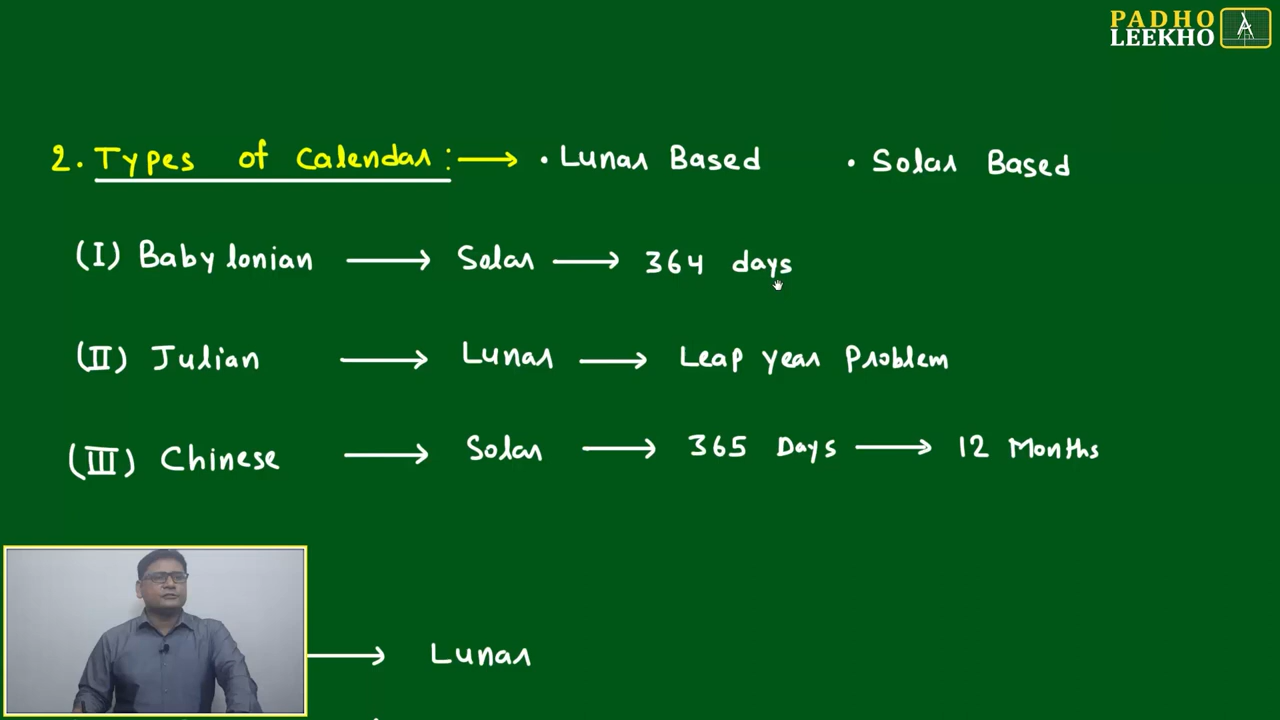 PADHO
LEEKHO
2. Types of Calendar: → • Lunar Based • Solar Based
(I) Babylonian → Solar → 364 days
(II) Julian → Lunar → Leap year Problem
(III) Chinese → Solar → 365 Days → 12 Months
→ Lunar